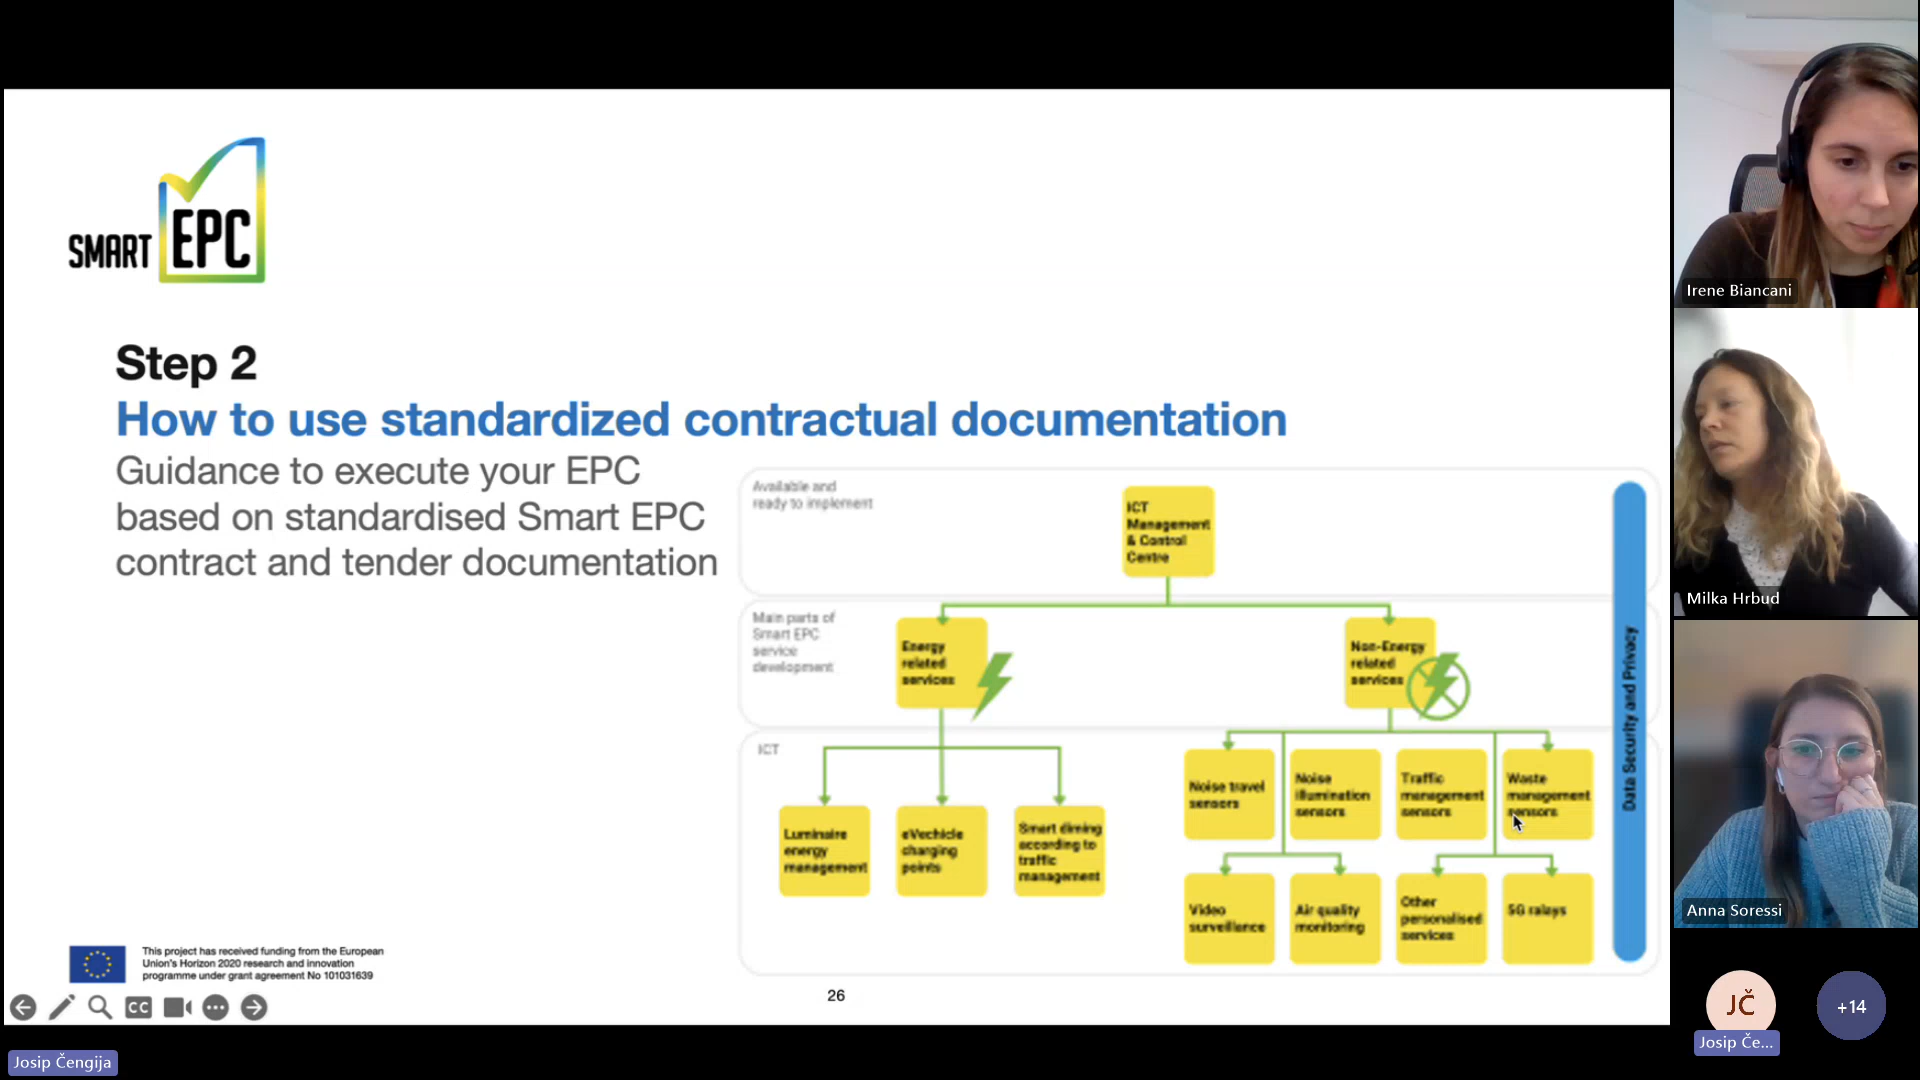 SMART EPC
Step 2
How to use standardized contractual documentation
Guidance to execute your EPC
based on standardised Smart EPC
contract and tender documentation
Available and
ready to implement
ICT
Management
& Control
Centre
Main parts of
Smart EPC
service
development
Energy
related
services
Non-Energy
related
services
ICT
Luminaire
energy
management
eVechicle
charging
points
Smart diming
according to
traffic
management
Noise travel
sensors
Noise
illumination
sensors
Traffic
management
sensors
Waste
management
sensors
Video
surveillance
Air quality
monitoring
Other
personalised
services
5G ralays
Data Security and Privacy
This project has received funding from the European
Union's Horizon 2020 research and innovation
programme under grant agreement No 101031639
26
CC
Josip Čengija
Irene Biancani
Milka Hrbud
Anna Soressi
JČ
Josip Če...
+14